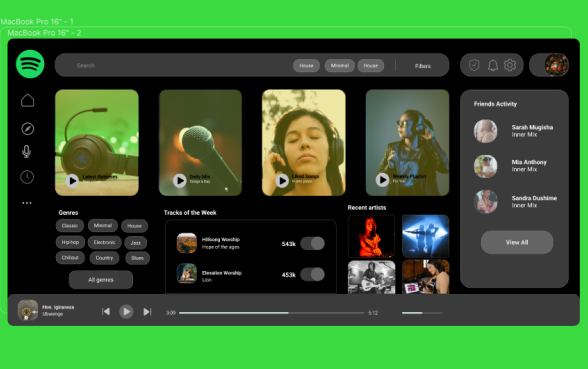 MacBook Pro 16" - 1
MacBook Pro 16" - 2
Search
House
Minimal
House
Filters
Latest Releases
Daily Mix
Liked Songs
Weekly Playlist
Friends Activity
Sarah Mugisha
Inner Mix
Mia Anthony
Inner Mix
Sandra Dushime
Inner Mix
View All
Genres
Classic
Minimal
House
Hip-hop
Electronic
Jazz
Chillout
Country
Blues
All genres
Tracks of the Week
Hillsong Worship
Hope of the ages
543k
Elevation Worship
Lion
453k
Recent artists
Hon. Igiraneza
Ubwenge
3:00
5:12